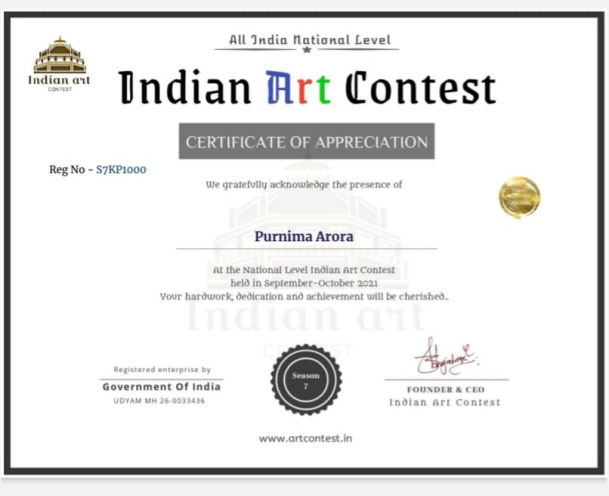 All India National Level
Indian art
CONTEST
Indian Art Contest
CERTIFICATE OF APPRECIATION
Reg No - S7KP1000
We gratefully acknowledge the presence of
Purnima Arora
At the National Level Indian Art Contest
held in September-October 2021
Your hardwork, dedication and achievement will be cherished..
Indian art
CONTEST
Registered enterprise by
Government Of India
UDYAM MH 26-0033436
Season
7
FOUNDER & CEO
Indian Art Contest
www.artcontest.in